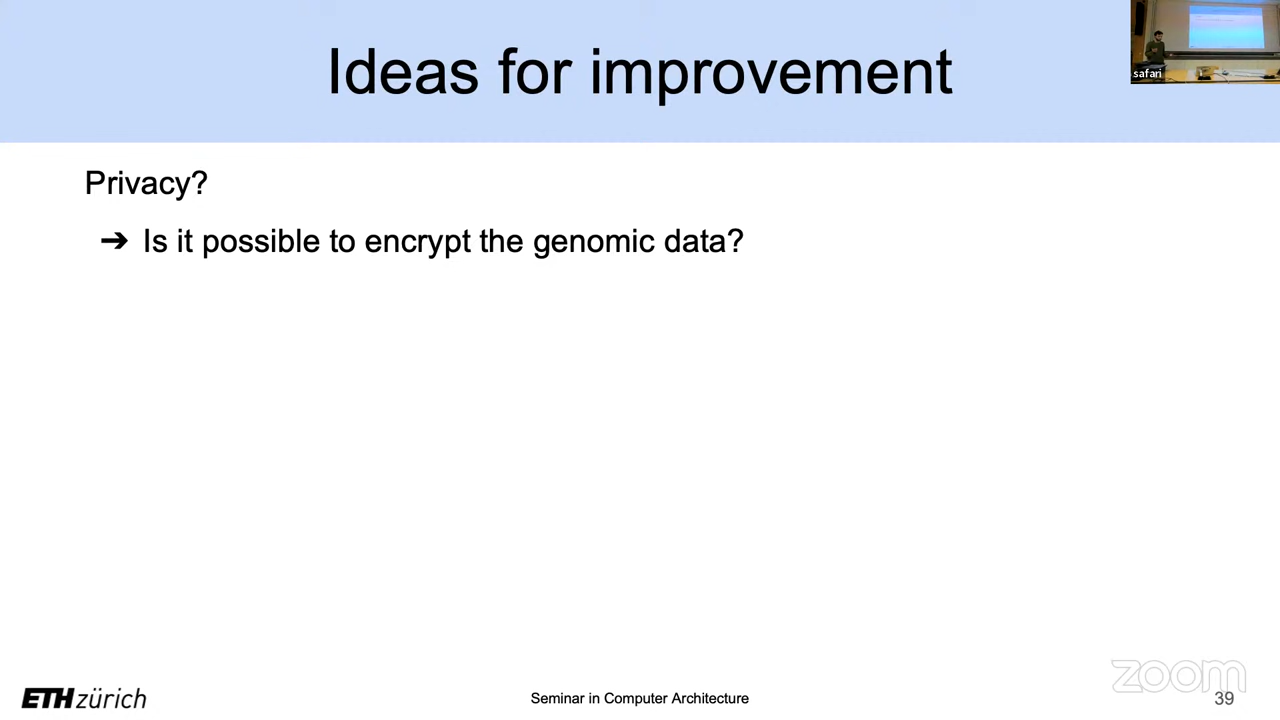 Ideas for improvement
safari
Privacy?
➔ Is it possible to encrypt the genomic data?
zoom
ETH zürich
Seminar in Computer Architecture
39